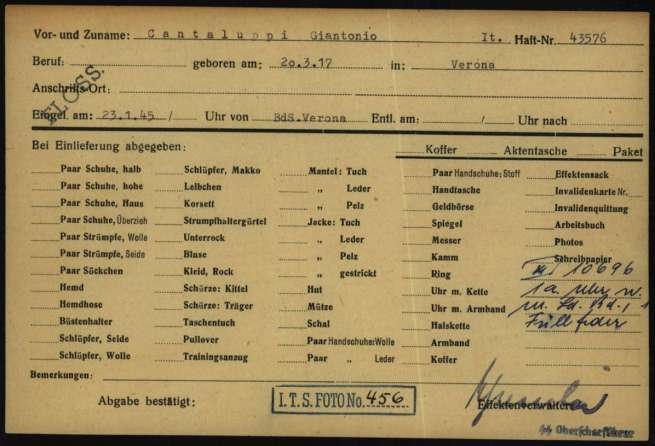 Vor- und Zuname: Cantaluppi Giantonio It. Haft-Nr. 43576
Beruf: geboren am: 20.3.17 in: Verona
FLOSS.
Anschrift: Ort:
Eingel. am: 23.1.45 / Uhr von BdS.Verona Entl. am: / Uhr nach
Bei Einlieferung abgegeben: Koffer Aktentasche Paket
Paar Schuhe, halb Schlüpfer, Makko Mantel: Tuch Paar Handschuhe: Stoff Effektensack
Paar Schuhe, hohe Leibchen „ Leder Handtasche Invalidenkarte Nr.
Paar Schuhe, Haus Korsett „ Pelz Geldbörse Invalidenquittung
Paar Schuhe, Überzieh Strumpfhaltergürtel Jacke: Tuch Spiegel Arbeitsbuch
Paar Strümpfe, Wolle Unterrock „ Leder Messer Photos
Paar Strümpfe, Seide Bluse „ Pelz Kamm Schreibpapier
Paar Söckchen Kleid, Rock „ gestrickt Ring 10696
Hemd Schürze: Kittel Hut Uhr m. Kette 1 a. Uhr w.
Hemdhose Schürze: Träger Mütze Uhr m. Armband m. Bd., 1
Büstenhalter Taschentuch Schal Halskette Füllfeder
Schlüpfer, Seide Pullover Paar Handschuhe: Wolle Armband
Schlüpfer, Wolle Trainingsanzug Paar „ Leder Koffer
Bemerkungen:
Abgabe bestätigt: I.T.S. FOTO No. 456 Effektenverwalter:
Oberscharführer